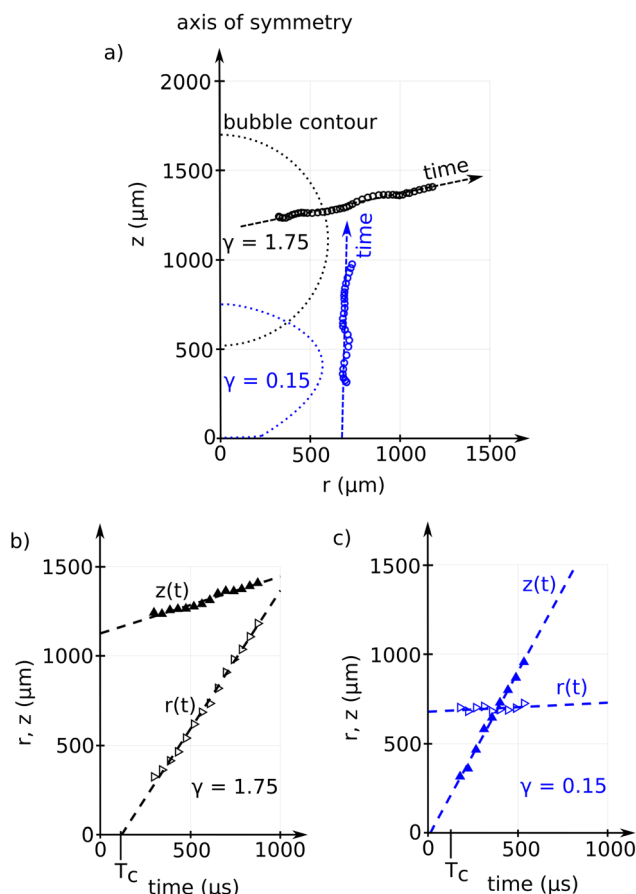 axis of symmetry
a)
2000
bubble contour
1500
time
z (μm)
γ = 1.75
time
1000
500
γ = 0.15
0
0 500 1000 1500
r (μm)
b)
1500
z(t)
r, z (μm)
1000
r(t)
500
γ = 1.75
0
500 1000
Tc
time (μs)
c)
1500
z(t)
r, z (μm)
1000
r(t)
500
γ = 0.15
0
500 1000
Tc
time (μs)